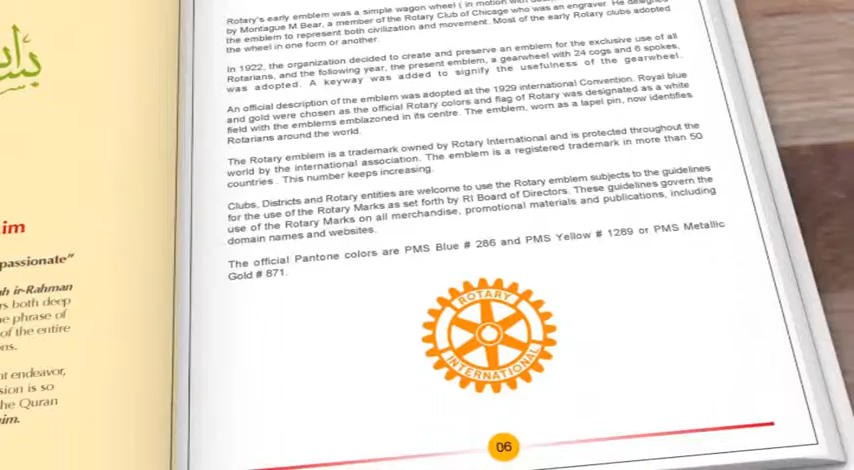 im
passionate"
ah ir-Rahman
rs both deep
he phrase of
of the entire
ons.
nt endeavor,
sion is so
he Quran
him.
Rotary's early emblem was a simple wagon wheel ( in motion with
by Montague M Bear, a member of the Rotary Club of Chicage who was an engraver. He designed
the emblem to represent both civilization and movement. Most of the early Rotary clubs adopted
the wheel in one form or another.
In 1922, the organization decided to create and preserve an emblem for the exclusive use of all
Rotarians, and the following year, the present emblem, a gearwheel with 24 cogs and 6 spokes,
was adopted. A keyway was added to signify the usefulness of the gearwheel.
An official description of the emblem was adopted at the 1929 international Convention. Royal blue
and gold were chosen as the official Rotary colors and flag of Rotary was designated as a white
field with the emblems emblazoned in its centre. The emblem, worn as a lapel pin, now identifies
Rotarians around the world.
The Rotary emblem is a trademark owned by Rotary International and is protected throughout the
world by the international association. The emblem is a registered trademark in more than 50
countries . This number keeps increasing.
Clubs, Districts and Rotary entities are welcome to use the Rotary emblem subjects to the guidelines
for the use of the Rotary Marks as set forth by RI Board of Directors. These guidelines govern the
use of the Rotary Marks on all merchandise, promotional materials and publications, including
domain names and websites.
The official Pantone colors are PMS Blue # 286 and PMS Yellow # 1289 or PMS Metallic
Gold # 871.
ROTARY
INTERNATIONAL
06